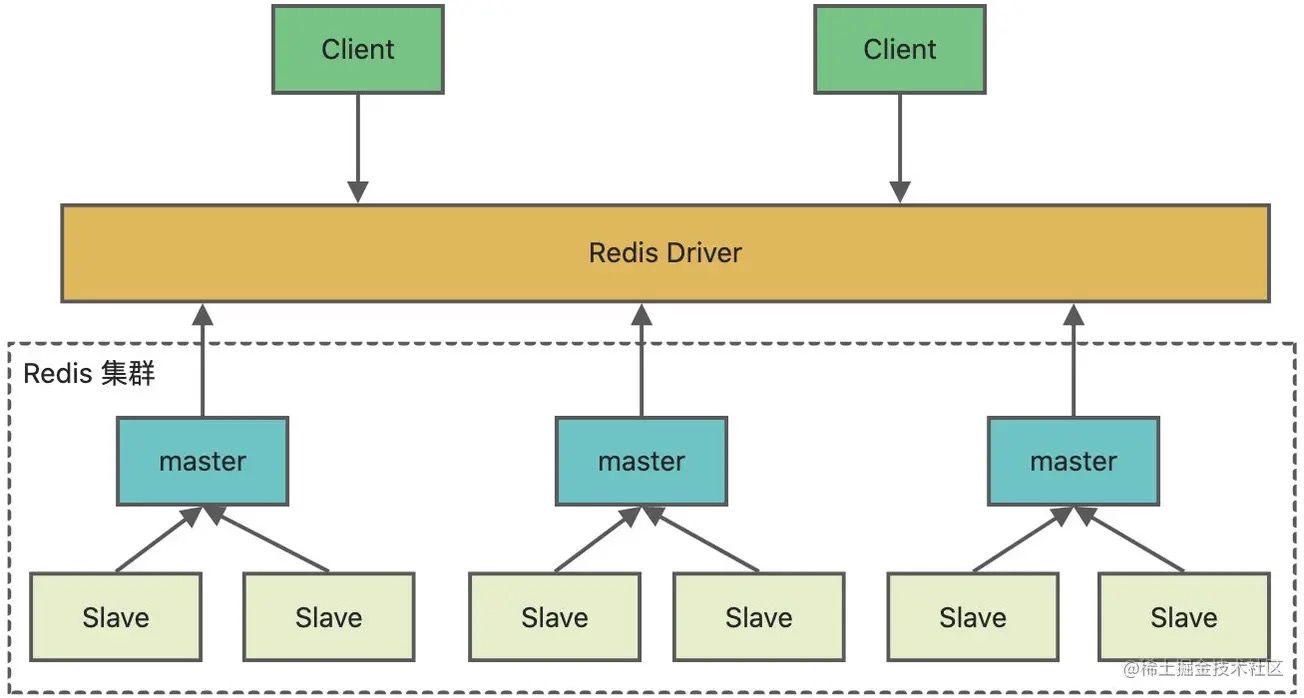 Client
Client
Redis Driver
Redis 集群
master
master
master
Slave
Slave
Slave
Slave
Slave
Slave
@稀土掘金技术社区